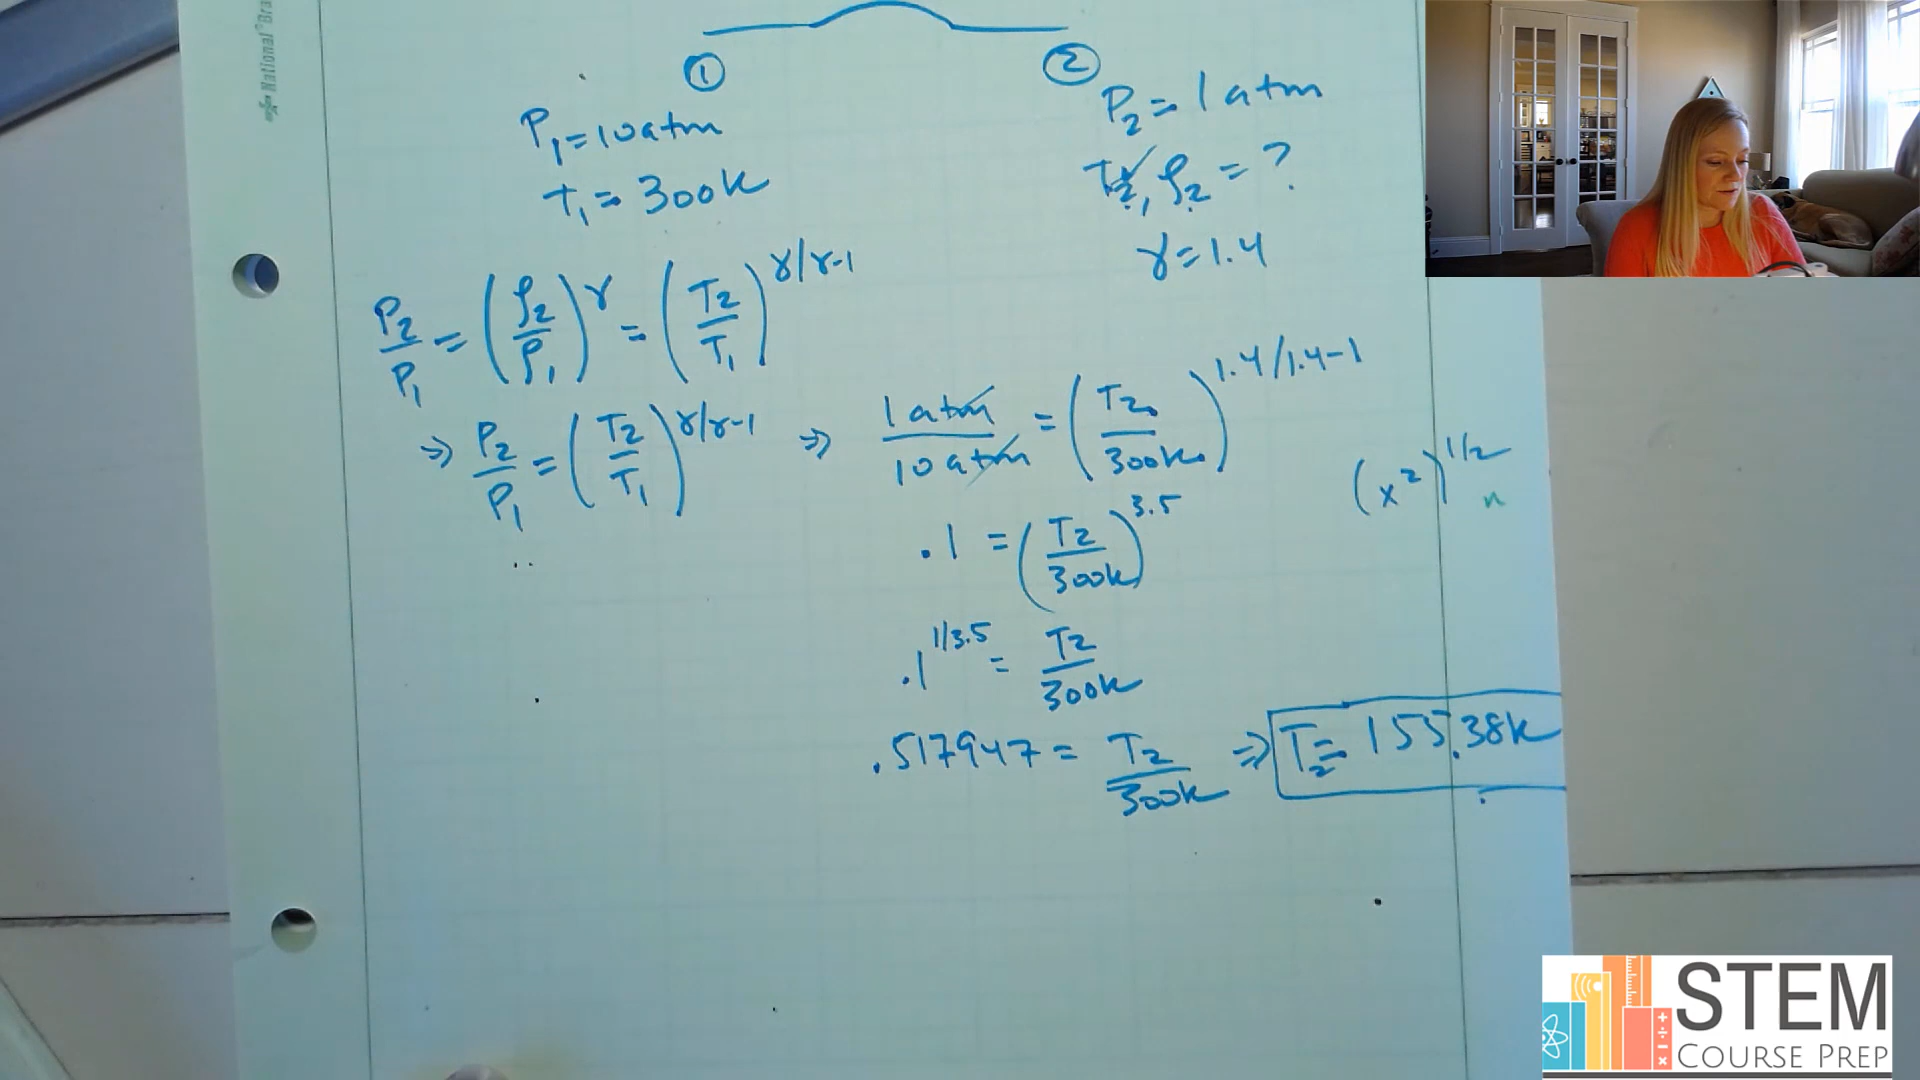 National®Bra
① ②
P₁ = 10 atm
P₂ = 1 atm
T₁ = 300k
T₂, ρ₂ = ?
γ = 1.4
P₂/P₁ = (ρ₂/ρ₁)^γ = (T₂/T₁)^γ/γ-1
⇒ P₂/P₁ = (T₂/T₁)^γ/γ-1 ⇒ 1 atm/10 atm = (T₂/300k)^1.4/1.4-1
(x²)^1/2
n
.1 = (T₂/300k)^3.5
.1^1/3.5 = T₂/300k
.517947 = T₂/300k ⇒ T₂ = 155.38k
STEM
COURSE PREP